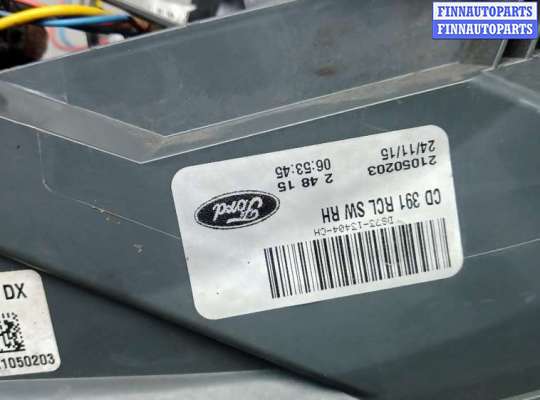 FINNAUTOPARTS
FINNAUTOPARTS
FINNAUTOPARTS
Ford
2 48 15
06:53:45
21050203
24/11/15
CD 391 RCL SW RH
DS73-13404-CH
DX
1050203